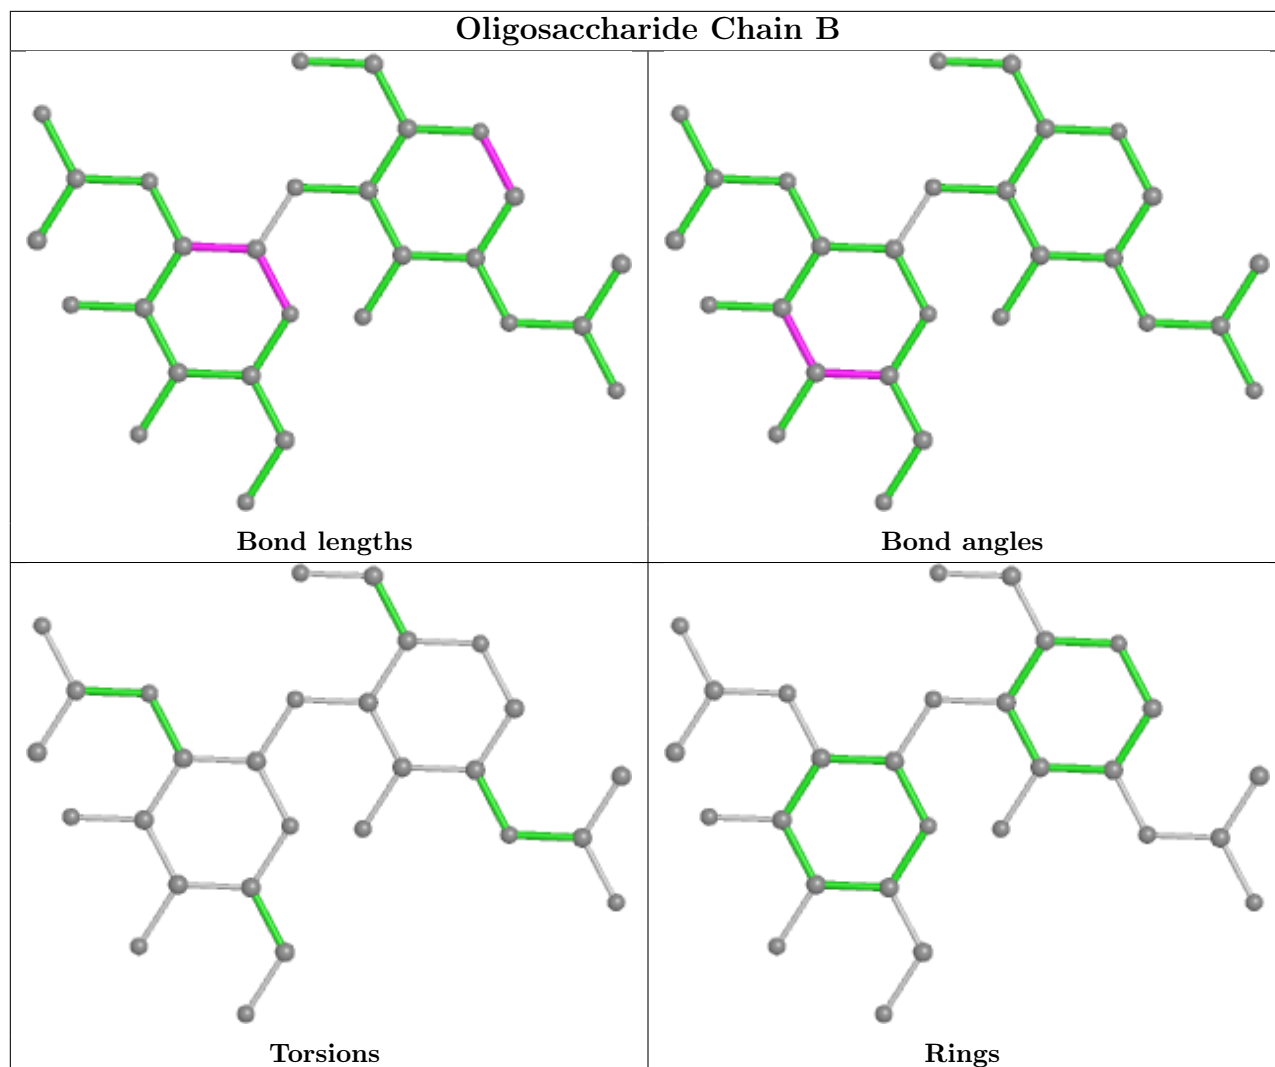 Oligosaccharide Chain B
Bond lengths
Bond angles
Torsions
Rings